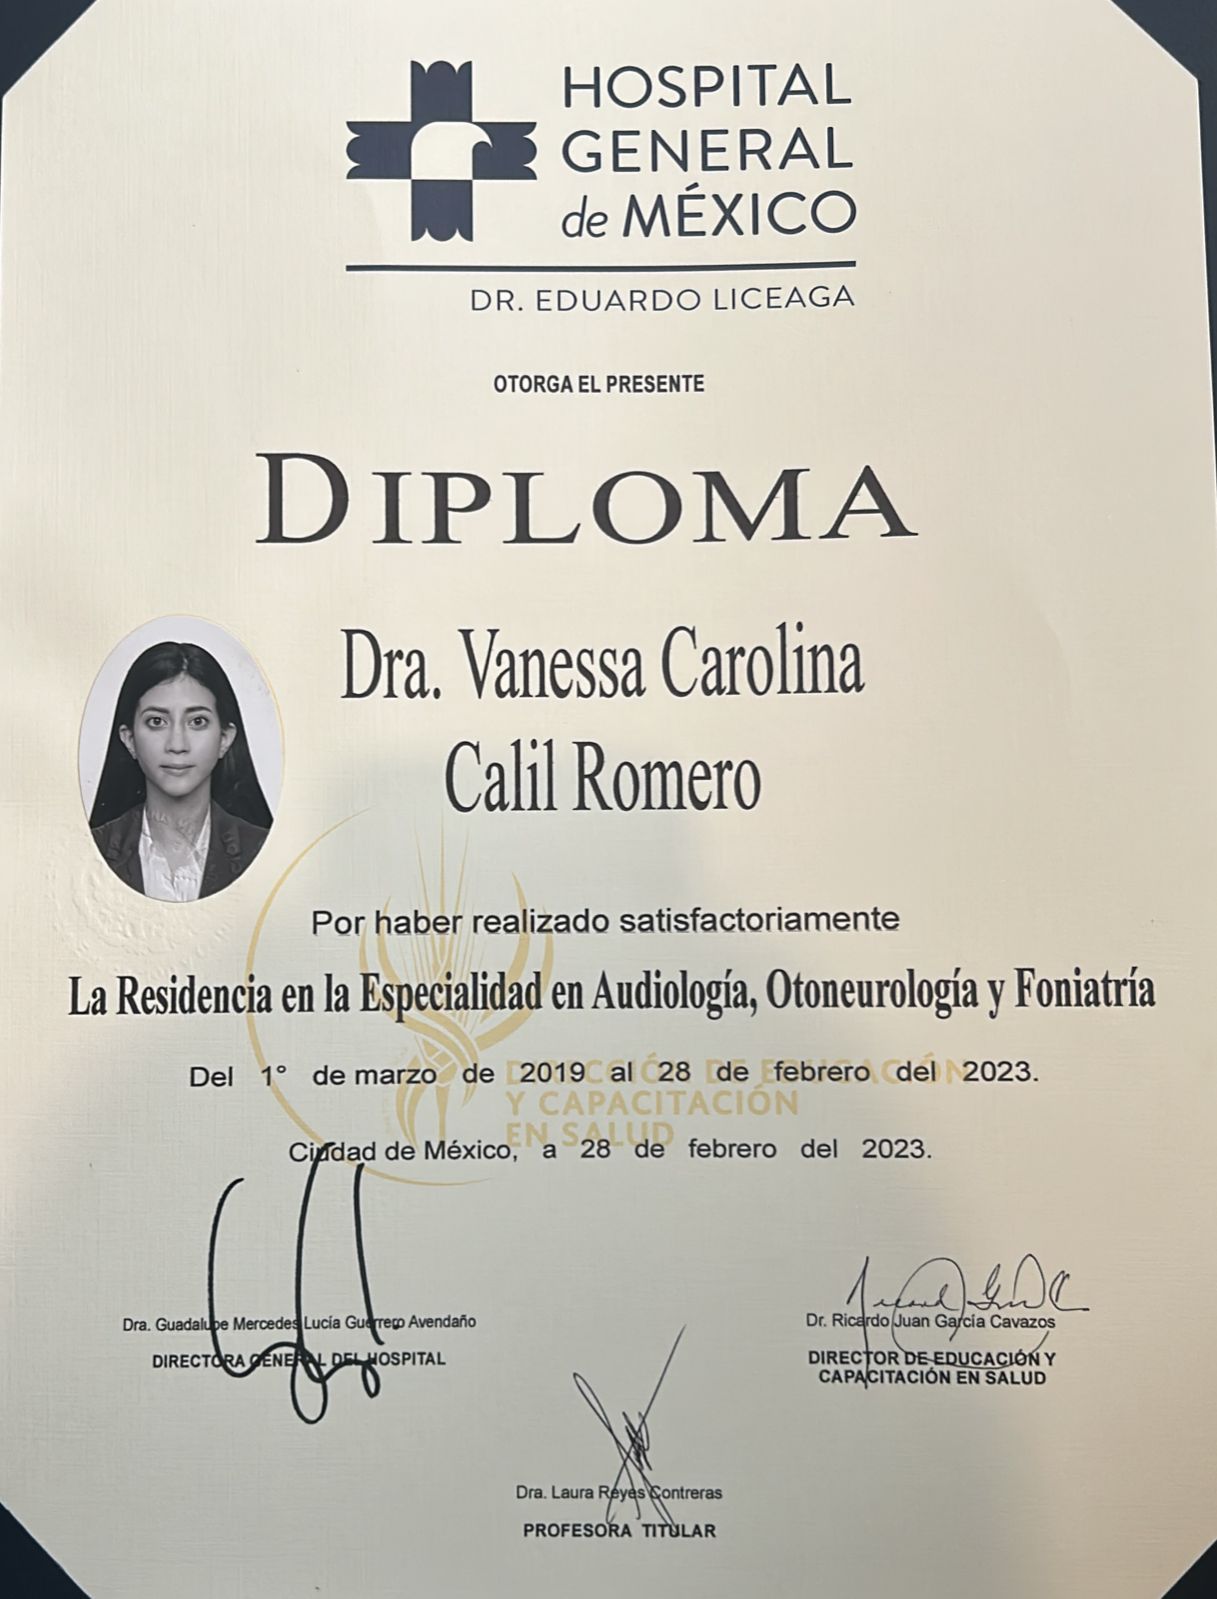 HOSPITAL
GENERAL
de MÉXICO
DR. EDUARDO LICEAGA
OTORGA EL PRESENTE
DIPLOMA
Dra. Vanessa Carolina
Calil Romero
Por haber realizado satisfactoriamente
La Residencia en la Especialidad en Audiología, Otoneurología y Foniatría
Del 1° de marzo de 2019 al 28 de febrero del 2023.
DIRECCIÓN DE EDUCACIÓN
Y CAPACITACIÓN
EN SALUD
Ciudad de México, a 28 de febrero del 2023.
Dra. Guadalupe Mercedes Lucía Guerrero Avendaño
DIRECTORA GENERAL DEL HOSPITAL
Dr. Ricardo Juan García Cavazos
DIRECTOR DE EDUCACIÓN Y
CAPACITACIÓN EN SALUD
Dra. Laura Reyes Contreras
PROFESORA TITULAR